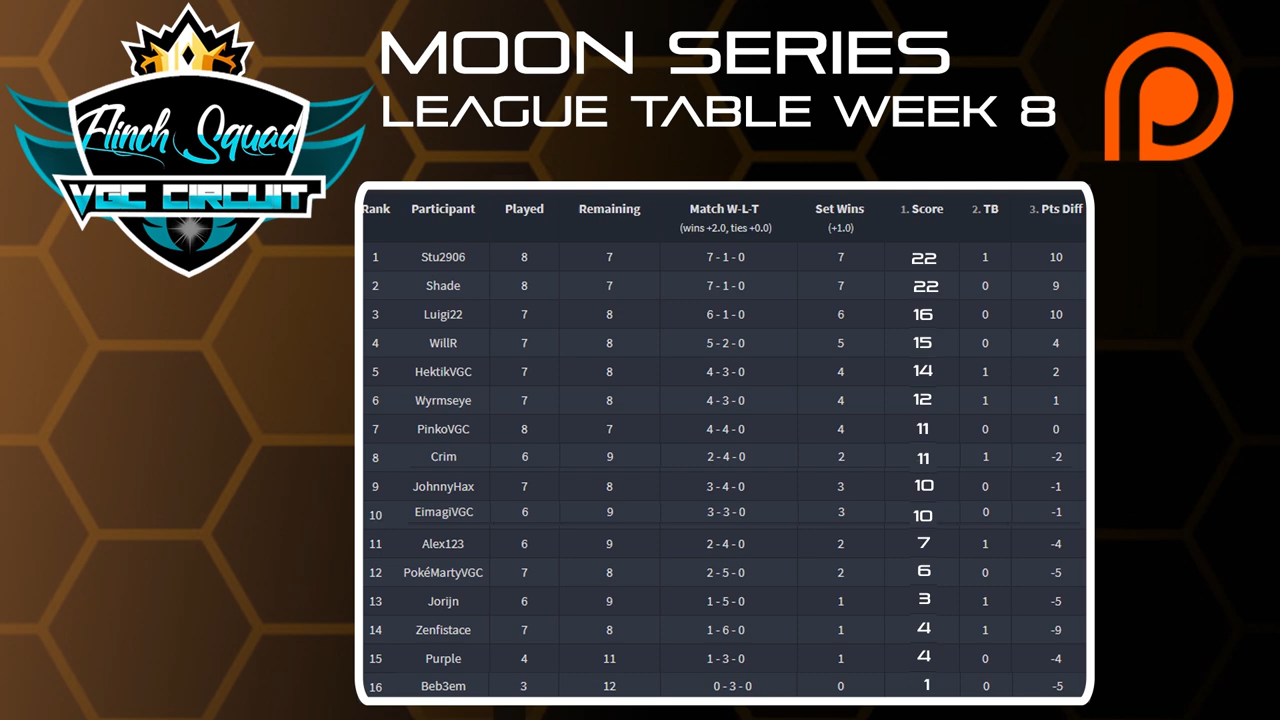 Flinch Squad
VGC CIRCUIT
MOON SERIES
LEAGUE TABLE WEEK 8
Rank Participant Played Remaining Match W-L-T Set Wins 1. Score 2. TB 3. Pts Diff
(wins +2.0, ties +0.0) (+1.0)
1 Stu2906 8 7 7 - 1 - 0 7 22 1 10
2 Shade 8 7 7 - 1 - 0 7 22 0 9
3 Luigi22 7 8 6 - 1 - 0 6 16 0 10
4 WillR 7 8 5 - 2 - 0 5 15 0 4
5 HektikVGC 7 8 4 - 3 - 0 4 14 1 2
6 Wyrmseye 7 8 4 - 3 - 0 4 12 1 1
7 PinkoVGC 8 7 4 - 4 - 0 4 11 0 0
8 Crim 6 9 2 - 4 - 0 2 11 1 -2
9 JohnnyHax 7 8 3 - 4 - 0 3 10 0 -1
10 EimagiVGC 6 9 3 - 3 - 0 3 10 0 -1
11 Alex123 6 9 2 - 4 - 0 2 7 1 -4
12 PokéMartyVGC 7 8 2 - 5 - 0 2 6 0 -5
13 Jorijn 6 9 1 - 5 - 0 1 3 1 -5
14 Zenfistace 7 8 1 - 6 - 0 1 4 1 -9
15 Purple 4 11 1 - 3 - 0 1 4 0 -4
16 Beb3em 3 12 0 - 3 - 0 0 1 0 -5